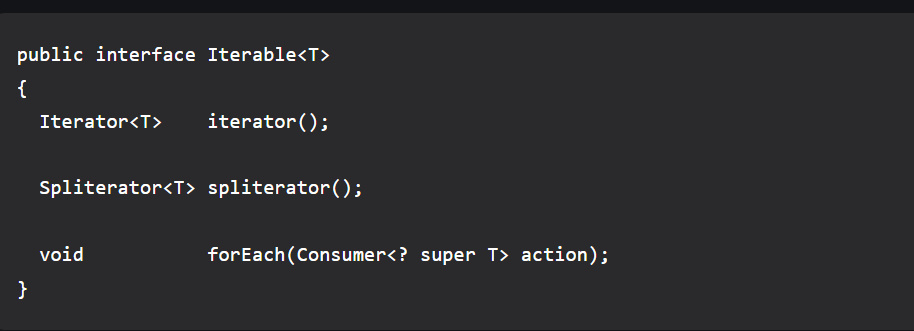 public interface Iterable<T>
{
  Iterator<T>    iterator();
  Spliterator<T> spliterator();
  void           forEach(Consumer<? super T> action);
}